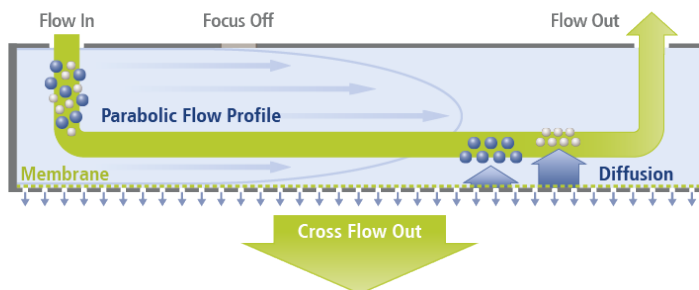 Flow In
Focus Off
Flow Out
Parabolic Flow Profile
Membrane
Diffusion
Cross Flow Out